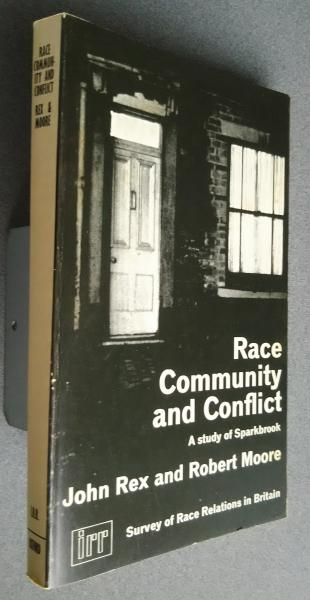 RACE
COMMUN-
ITY AND
CONFLICT
REX &
MOORE
I.R.R.
OXFORD
Race
Community
and Conflict
A study of Sparkbrook
John Rex and Robert Moore
irr
Survey of Race Relations in Britain